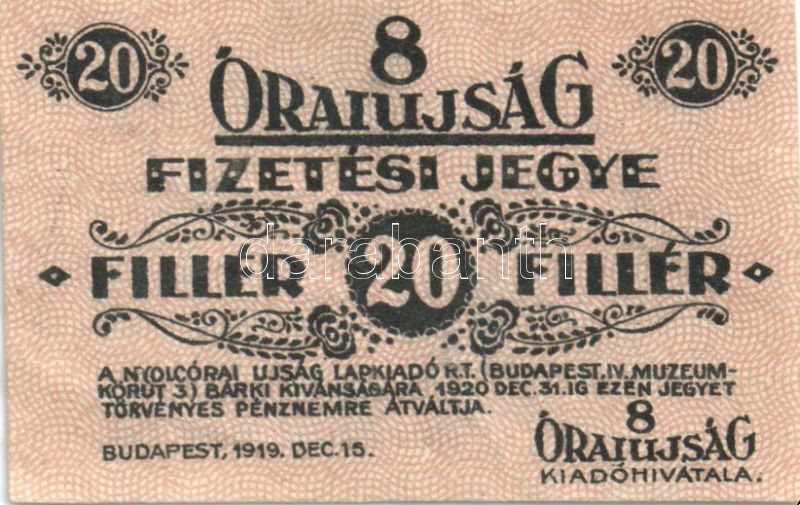 20 8 20
ÓRAIUJSÁG
FIZETÉSI JEGYE
FILLÉR 20 FILLÉR
A NYOLCÓRAI UJSÁG LAPKIADÓ R.T. (BUDAPEST, IV. MUZEUM-
KÖRUT 3) BÁRKI KIVÁNSÁGÁRA 1920 DEC. 31.IG EZEN JEGYET
TÖRVÉNYES PÉNZNEMRE ÁTVÁLTJA.
BUDAPEST, 1919. DEC. 15.
8
ÓRAIUJSÁG
KIADÓHIVATALA.
darabanth.com